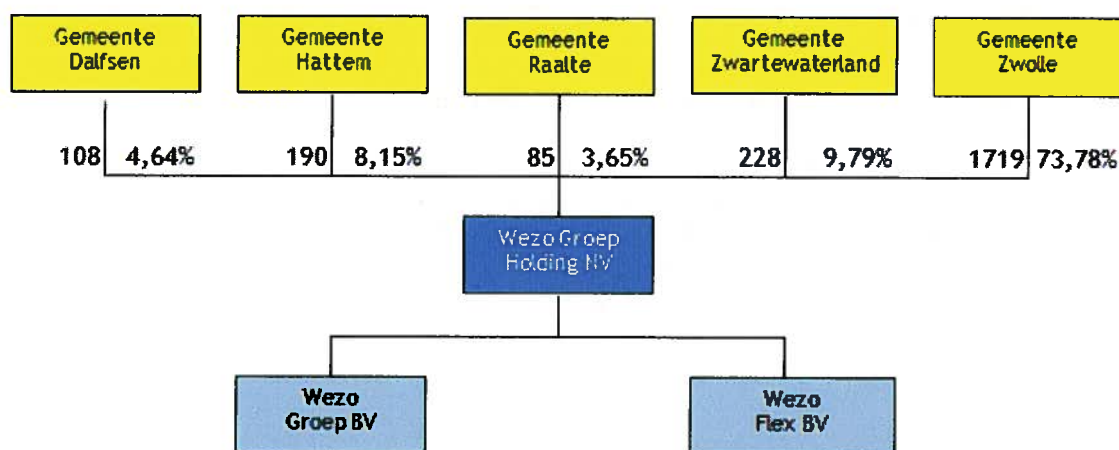 Gemeente
Dalfsen
Gemeente
Hattem
Gemeente
Raalte
Gemeente
Zwartewaterland
Gemeente
Zwolle
108 4,64%
190 8,15%
85 3,65%
228 9,79%
1719 73,78%
Wezo Groep
Holding NV
Wezo
Groep BV
Wezo
Flex BV